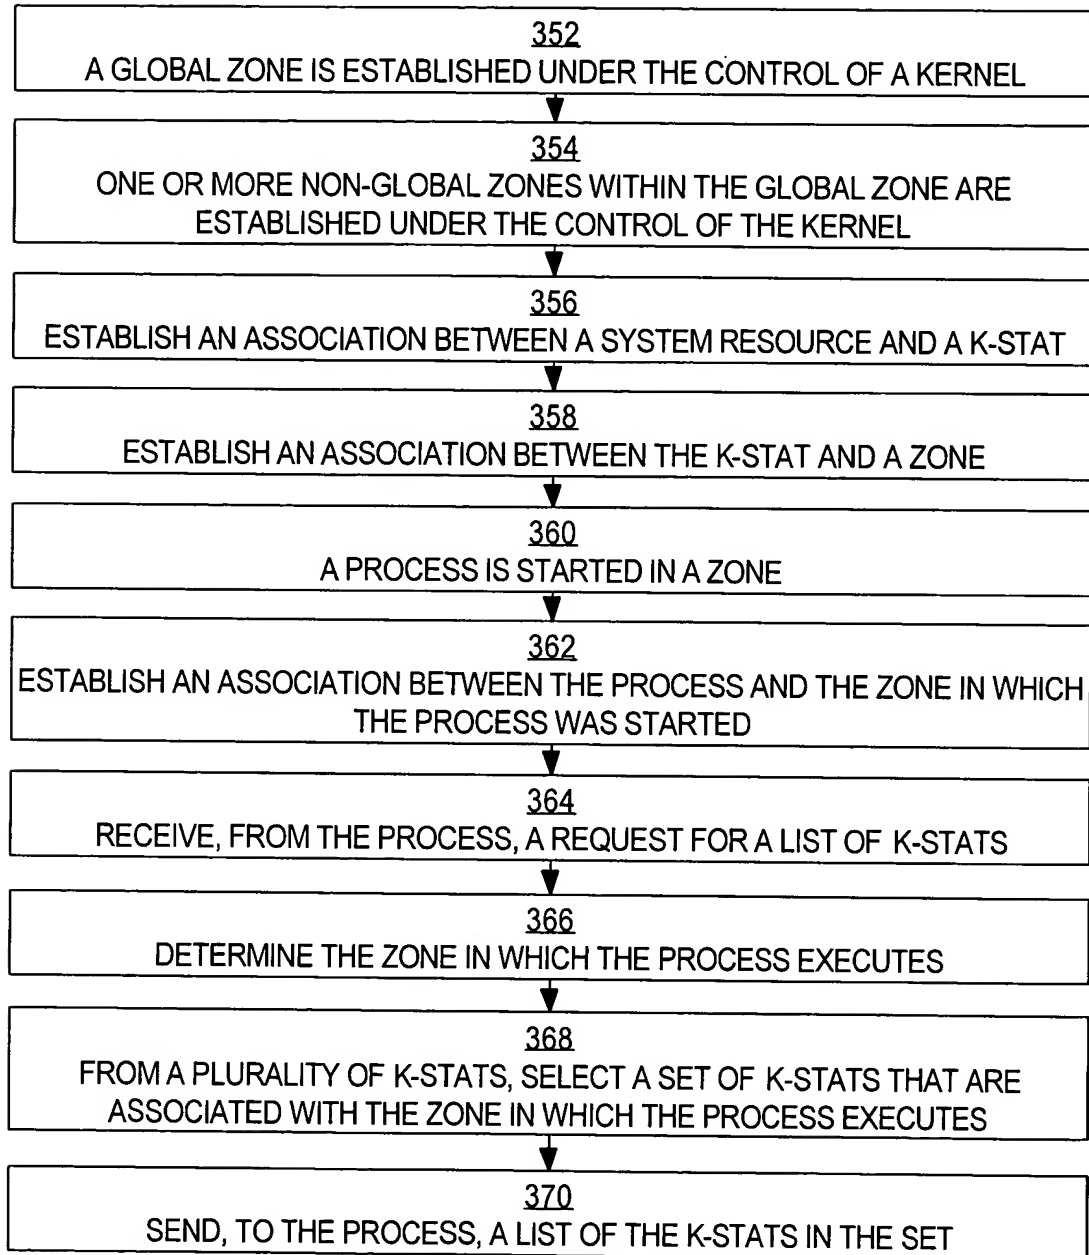 352
A GLOBAL ZONE IS ESTABLISHED UNDER THE CONTROL OF A KERNEL
354
ONE OR MORE NON-GLOBAL ZONES WITHIN THE GLOBAL ZONE ARE
ESTABLISHED UNDER THE CONTROL OF THE KERNEL
356
ESTABLISH AN ASSOCIATION BETWEEN A SYSTEM RESOURCE AND A K-STAT
358
ESTABLISH AN ASSOCIATION BETWEEN THE K-STAT AND A ZONE
360
A PROCESS IS STARTED IN A ZONE
362
ESTABLISH AN ASSOCIATION BETWEEN THE PROCESS AND THE ZONE IN WHICH
THE PROCESS WAS STARTED
364
RECEIVE, FROM THE PROCESS, A REQUEST FOR A LIST OF K-STATS
366
DETERMINE THE ZONE IN WHICH THE PROCESS EXECUTES
368
FROM A PLURALITY OF K-STATS, SELECT A SET OF K-STATS THAT ARE
ASSOCIATED WITH THE ZONE IN WHICH THE PROCESS EXECUTES
370
SEND, TO THE PROCESS, A LIST OF THE K-STATS IN THE SET